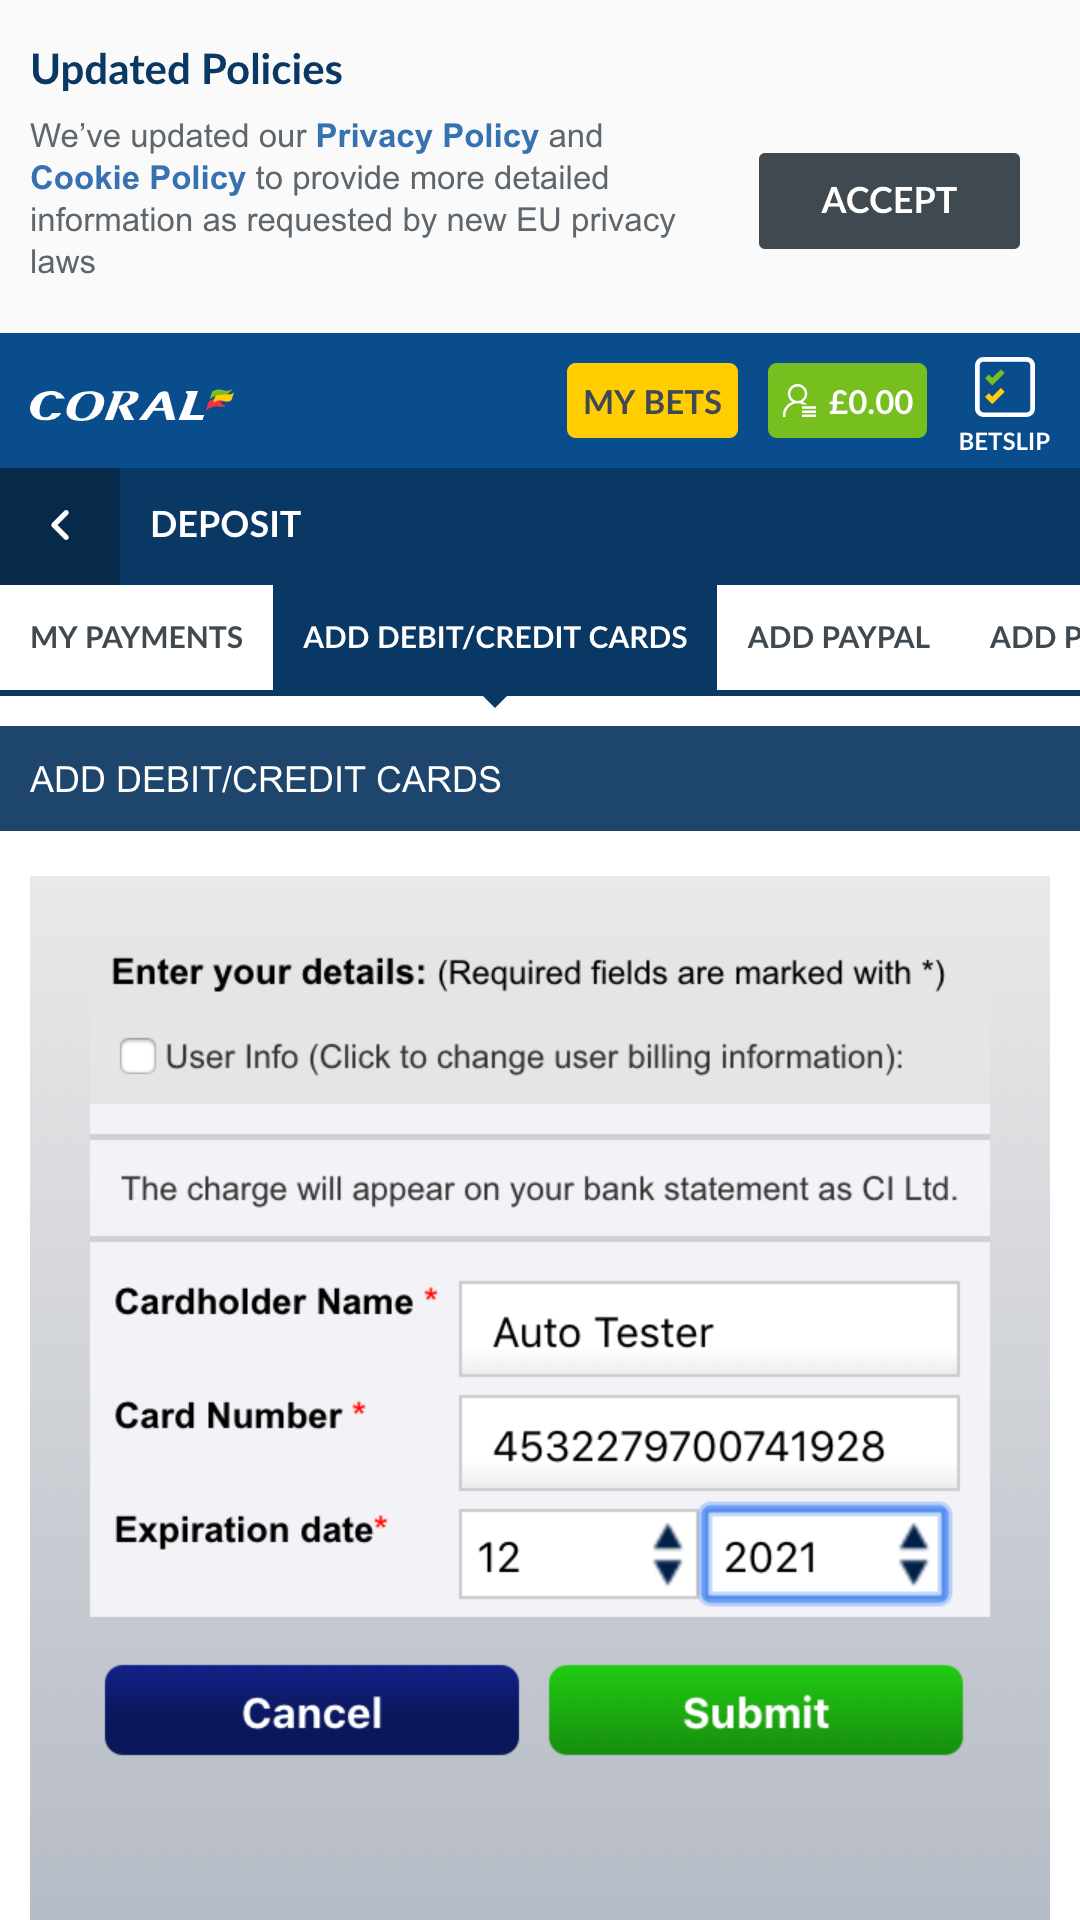 Updated Policies
We’ve updated our Privacy Policy and
Cookie Policy to provide more detailed
information as requested by new EU privacy
laws
ACCEPT
CORAL
MY BETS
£0.00
BETSLIP
DEPOSIT
MY PAYMENTS
ADD DEBIT/CREDIT CARDS
ADD PAYPAL
ADD P
ADD DEBIT/CREDIT CARDS
Enter your details: (Required fields are marked with *)
User Info (Click to change user billing information):
The charge will appear on your bank statement as CI Ltd.
Cardholder Name *
Auto Tester
Card Number *
4532279700741928
Expiration date*
12
2021
Cancel
Submit